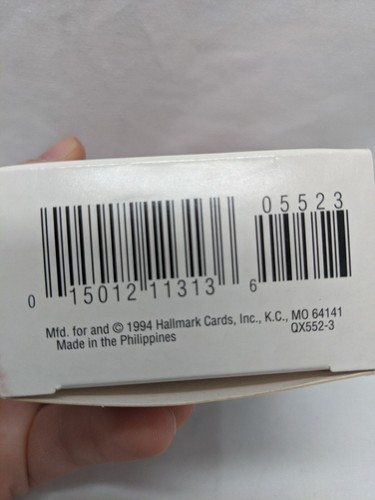 05523
0 15012 11313 6
Mfd. for and © 1994 Hallmark Cards, Inc., K.C., MO 64141
Made in the Philippines QX552-3